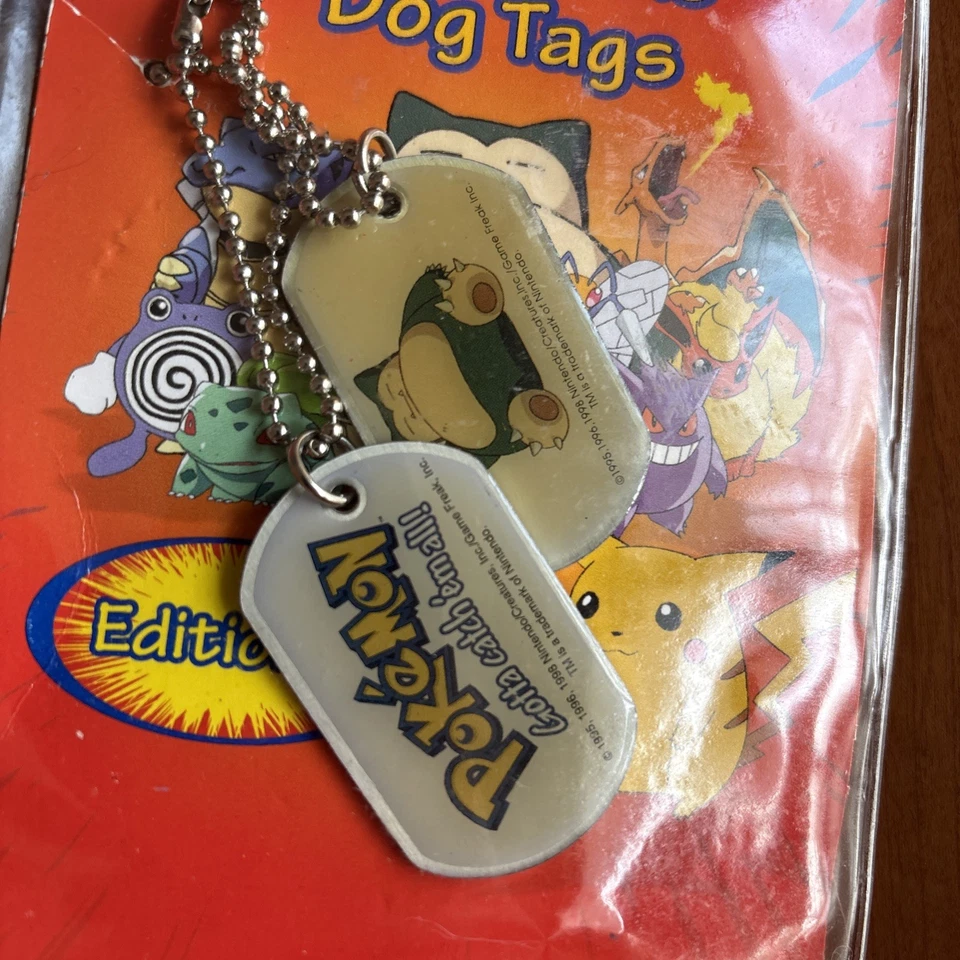 Dog Tags
©1995,1996,1998 Nintendo/Creatures,Inc./Game Freak Inc.
TM is a trademark of Nintendo.
POKéMON
Gotta catch 'em all!
© 1995, 1996, 1998 Nintendo/Creatures, Inc./Game Freak, Inc.
TM is a trademark of Nintendo.
Editio